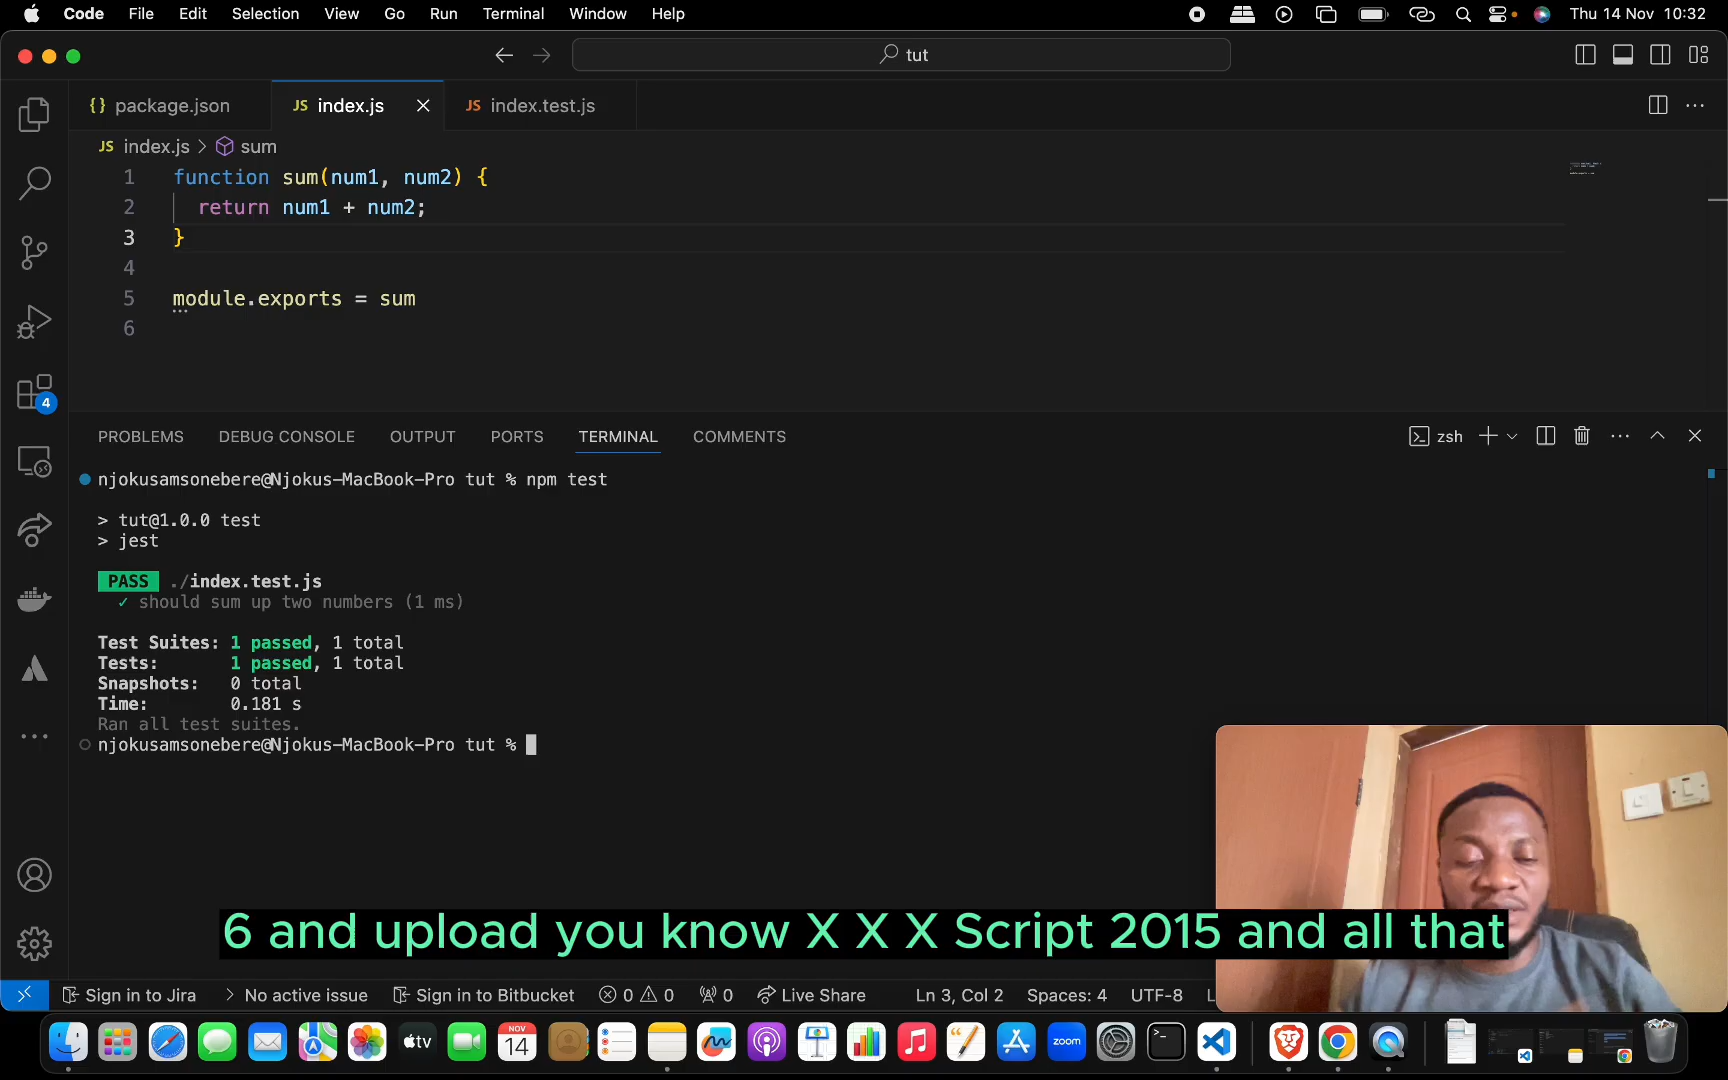 Code File Edit Selection View Go Run Terminal Window Help Thu 14 Nov 10:32
tut
{} package.json JS index.js JS index.test.js
JS index.js > sum
1 function sum(num1, num2) {
2 return num1 + num2;
3 }
4
5 module.exports = sum
6
4
PROBLEMS DEBUG CONSOLE OUTPUT PORTS TERMINAL COMMENTS zsh
njokusamsonebere@Njokus-MacBook-Pro tut % npm test
> tut@1.0.0 test
> jest
PASS ./index.test.js
✓ should sum up two numbers (1 ms)
Test Suites: 1 passed, 1 total
Tests: 1 passed, 1 total
Snapshots: 0 total
Time: 0.181 s
Ran all test suites.
njokusamsonebere@Njokus-MacBook-Pro tut %
6 and upload you know X X X Script 2015 and all that
Sign in to Jira No active issue Sign in to Bitbucket 0 0 0 Live Share Ln 3, Col 2 Spaces: 4 UTF-8 L
tv NOV 14 zoom